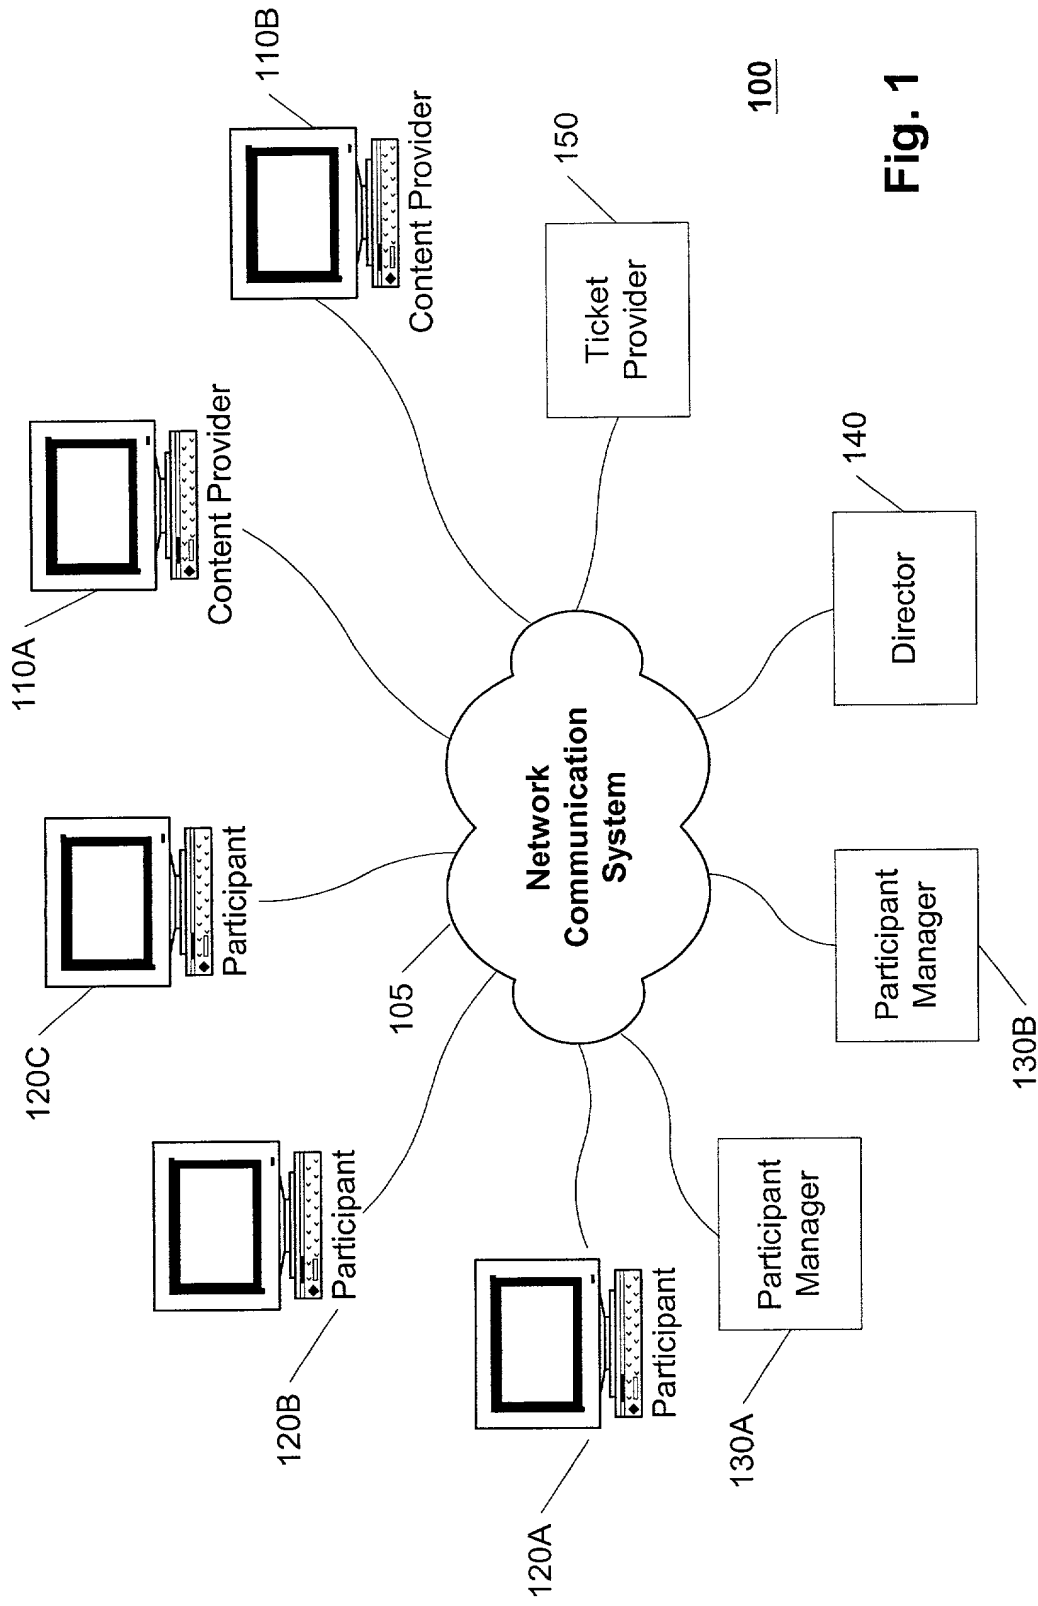 110A
Content Provider
110B
Content Provider
120C
Participant
120B
Participant
105
Network
Communication
System
120A
Participant
150
Ticket
Provider
130A
Participant
Manager
130B
Participant
Manager
140
Director
100
Fig. 1